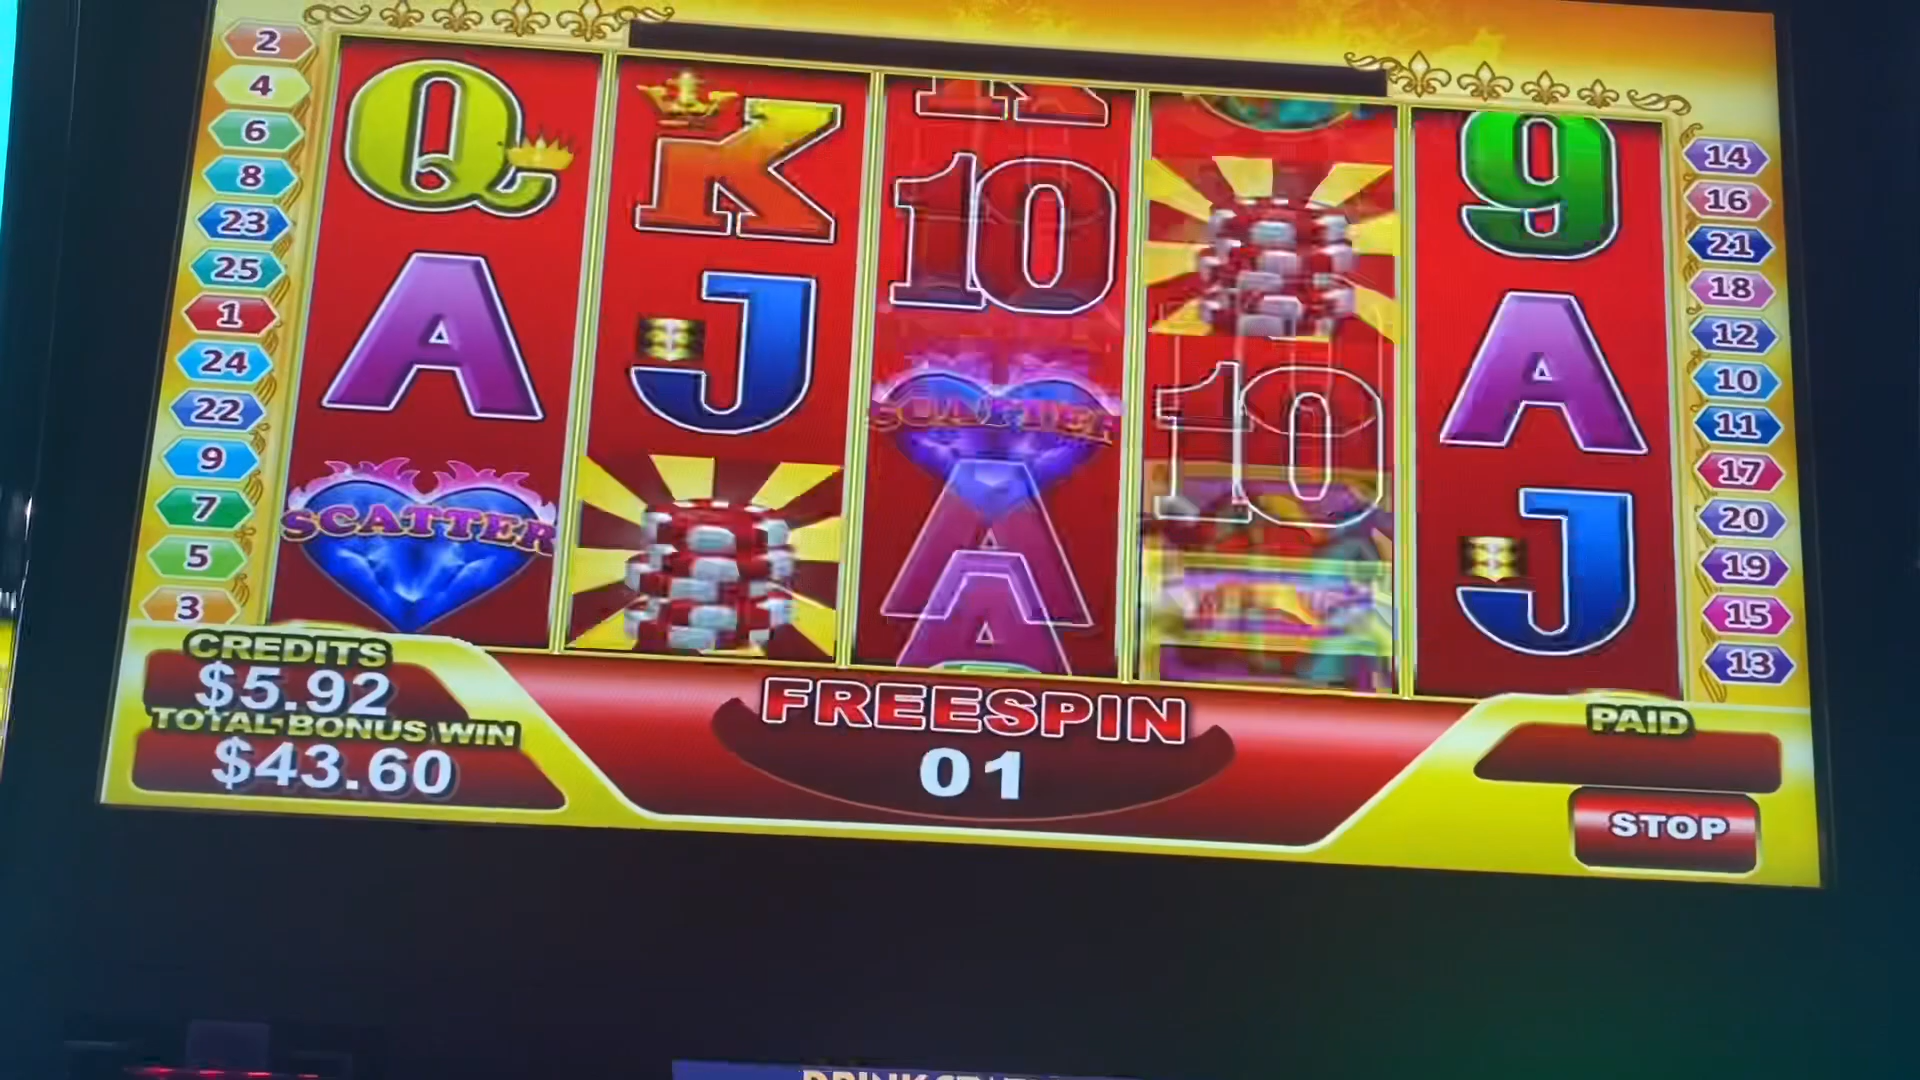 2
4
6
8
23
25
1
24
22
9
7
5
3
Q
K
10
9
A
J
SCATTER
10
A
SCATTER
A
J
14
16
21
18
12
10
11
17
20
19
15
13
CREDITS
$5.92
TOTAL BONUS WIN
$43.60
FREESPIN
01
PAID
STOP